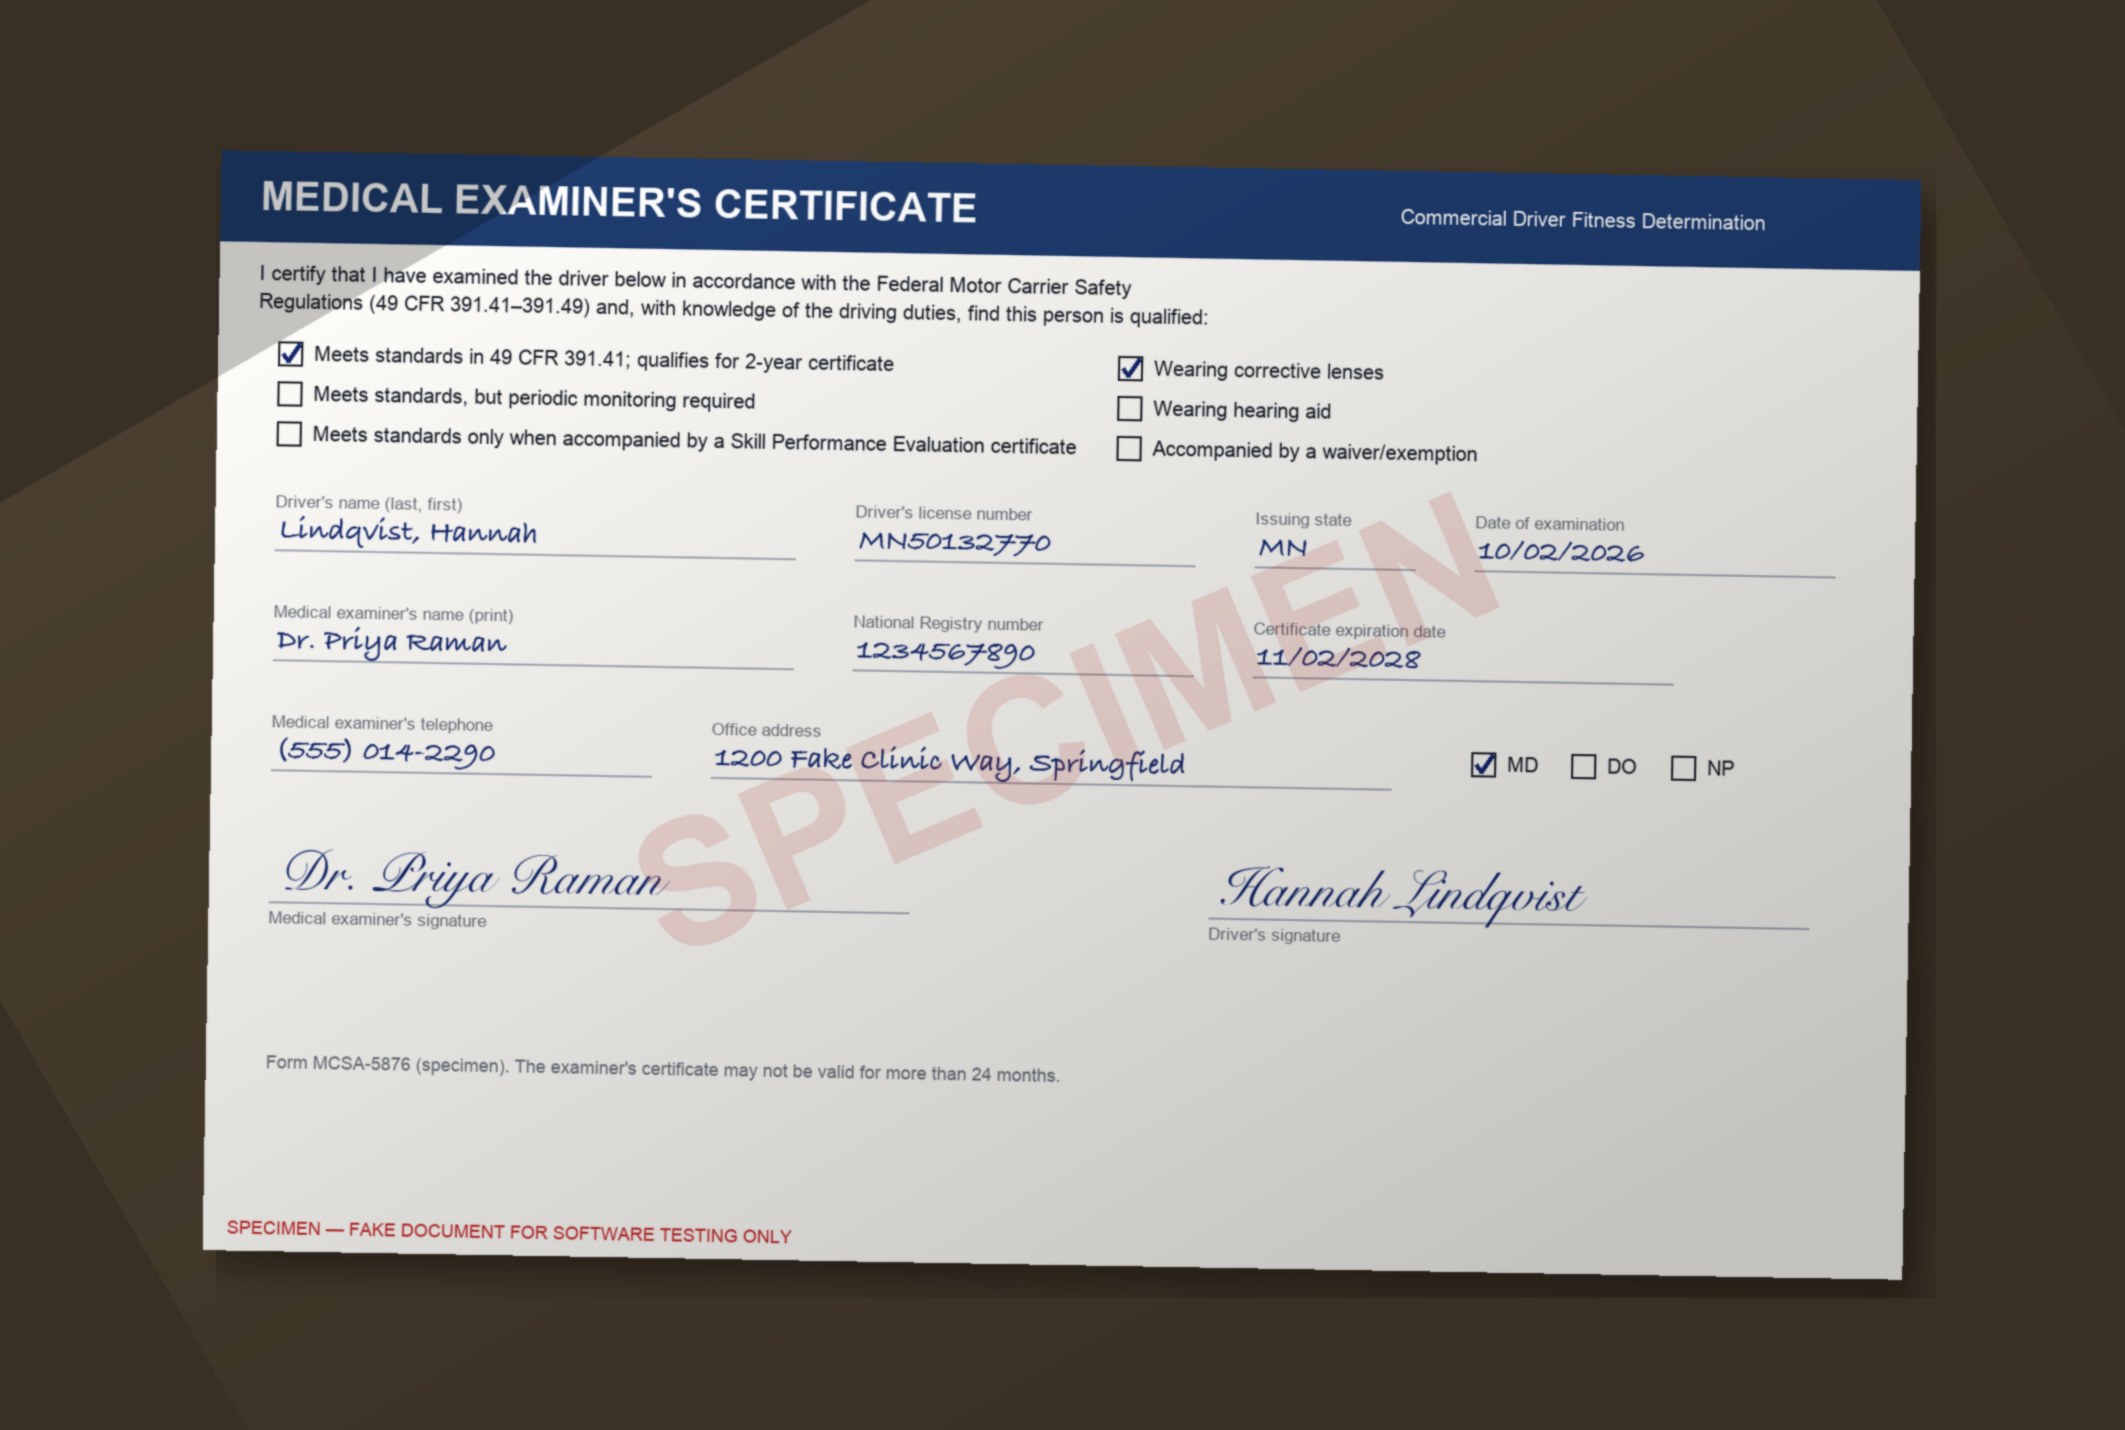 MEDICAL EXAMINER'S CERTIFICATE
Commercial Driver Fitness Determination
I certify that I have examined the driver below in accordance with the Federal Motor Carrier Safety
Regulations (49 CFR 391.41–391.49) and, with knowledge of the driving duties, find this person is qualified:
Meets standards in 49 CFR 391.41; qualifies for 2-year certificate
Wearing corrective lenses
Meets standards, but periodic monitoring required
Wearing hearing aid
Meets standards only when accompanied by a Skill Performance Evaluation certificate
Accompanied by a waiver/exemption
Driver's name (last, first)
Lindqvist, Hannah
Driver's license number
MN50132770
Issuing state
MN
Date of examination
10/02/2026
Medical examiner's name (print)
Dr. Priya Raman
National Registry number
1234567890
Certificate expiration date
11/02/2028
Medical examiner's telephone
(555) 014-2290
Office address
1200 Fake Clinic Way, Springfield
MD DO NP
SPECIMEN
Dr. Priya Raman
Medical examiner's signature
Hannah Lindqvist
Driver's signature
Form MCSA-5876 (specimen). The examiner's certificate may not be valid for more than 24 months.
SPECIMEN — FAKE DOCUMENT FOR SOFTWARE TESTING ONLY